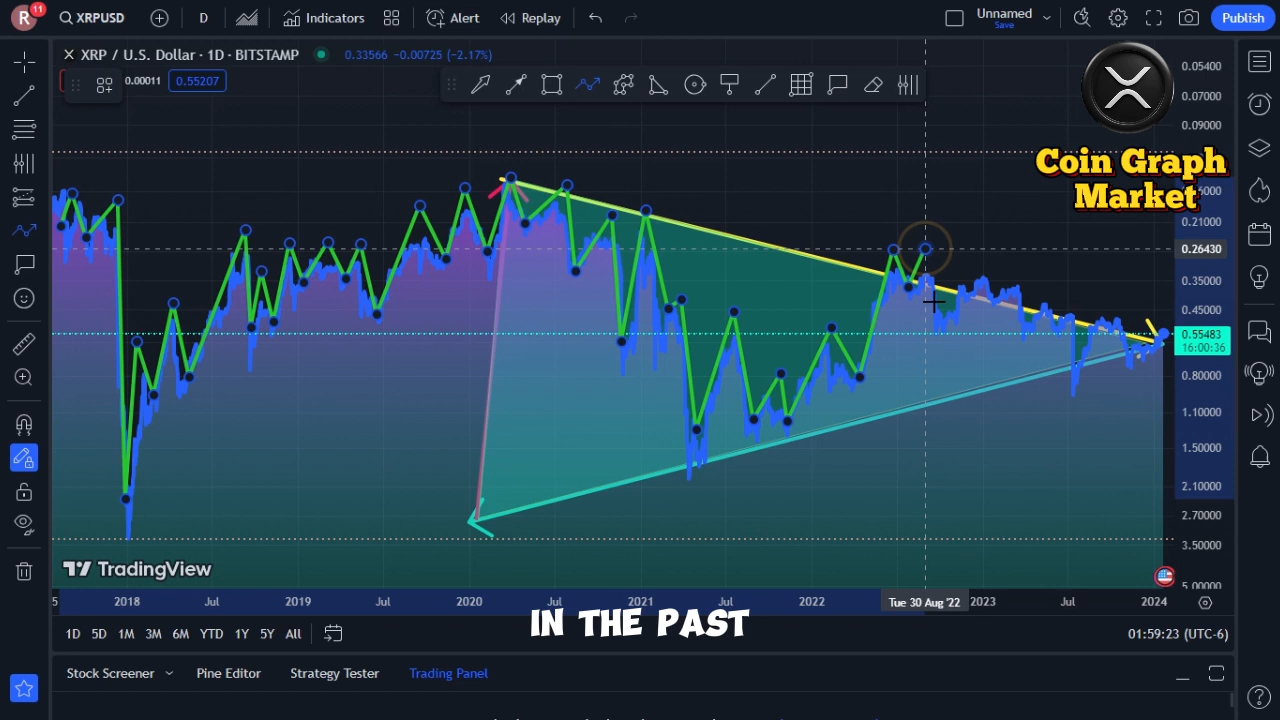 R
11
XRPUSD
D
Indicators
Alert
Replay
Unnamed
Save
Publish
XRP / U.S. Dollar · 1D · BITSTAMP
0.33566 −0.00725 (−2.17%)
0.00011
0.55207
Coin Graph
Market
0.05400
0.07000
0.09000
0.21000
0.26430
0.35000
0.45000
0.55483
16:00:36
0.80000
1.10000
1.50000
2.10000
2.70000
3.50000
5.00000
TradingView
2018
Jul
2019
Jul
2020
2021
2022
Tue 30 Aug '22
2023
Jul
2024
IN THE PAST
1D 5D 1M 3M 6M YTD 1Y 5Y All
01:59:23 (UTC-6)
Stock Screener
Pine Editor
Strategy Tester
Trading Panel